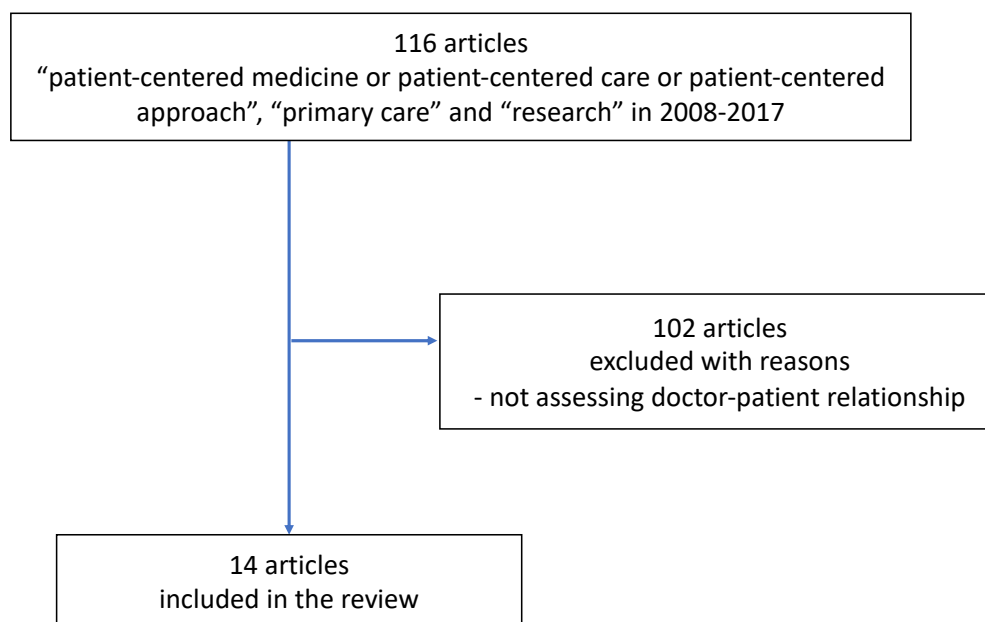 116 articles
“patient-centered medicine or patient-centered care or patient-centered
approach”, “primary care” and “research” in 2008-2017
102 articles
excluded with reasons
- not assessing doctor-patient relationship
14 articles
included in the review